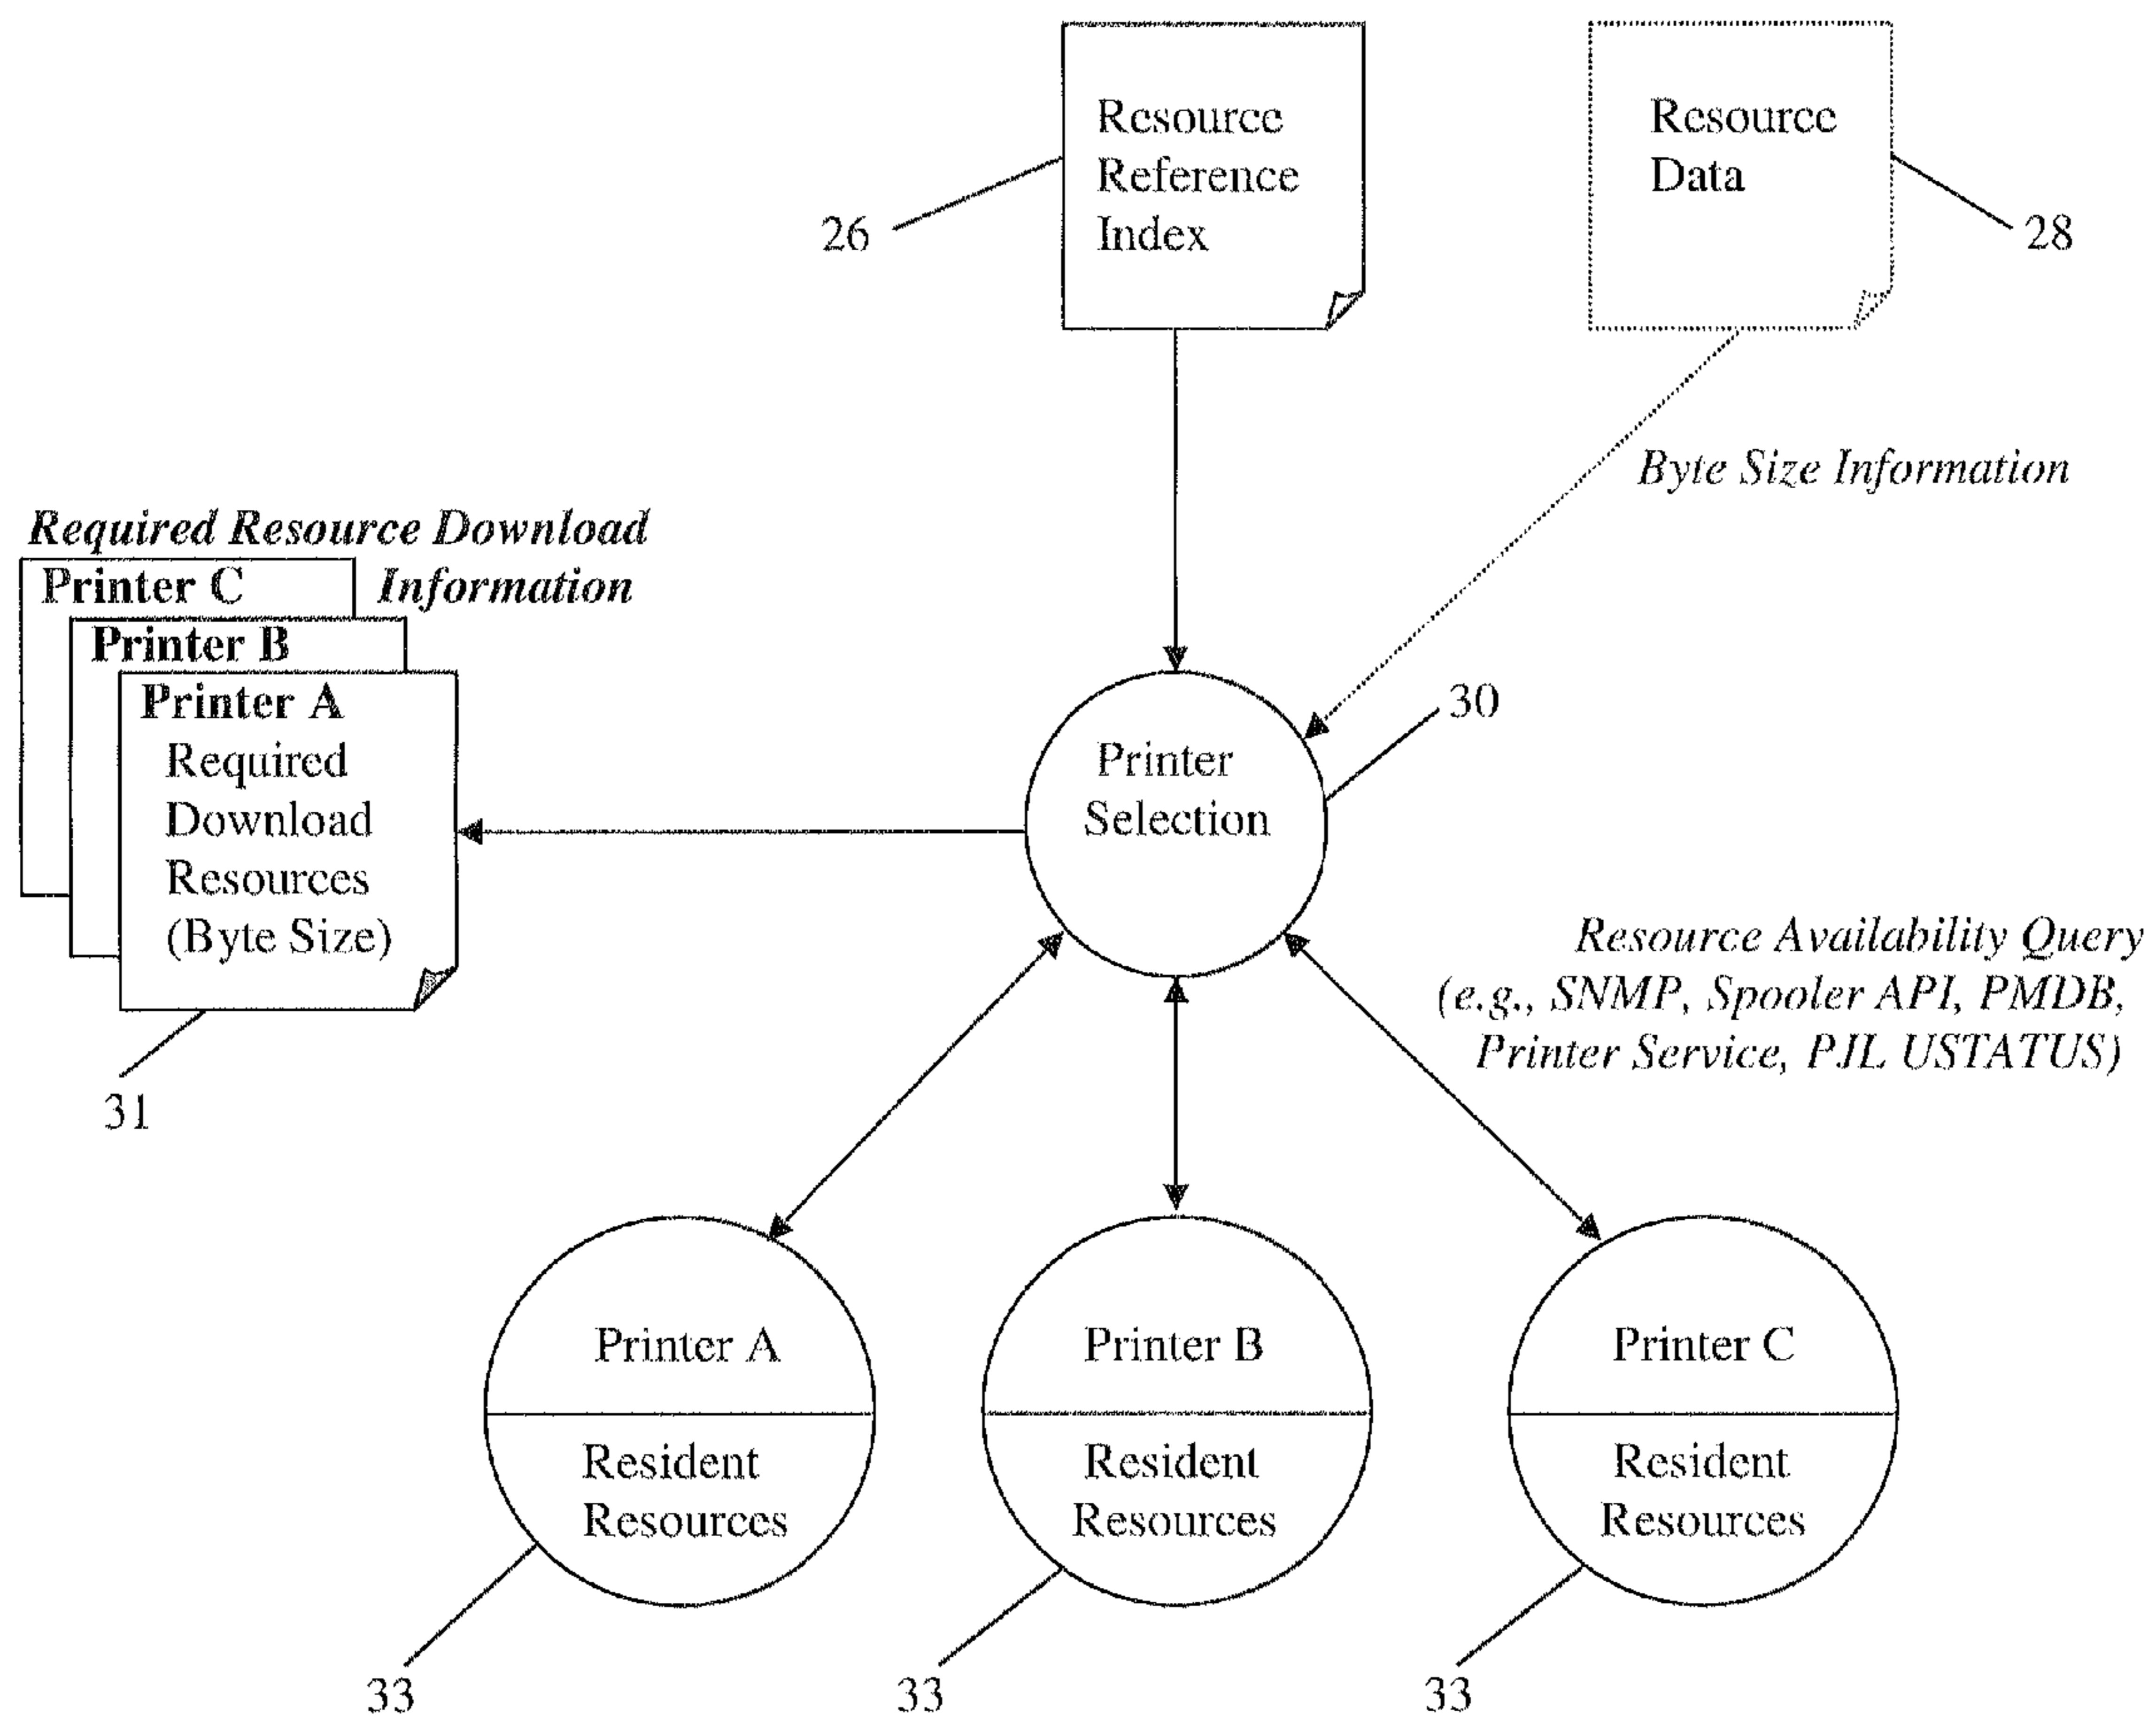 Resource
Reference
Index
Resource
Data
26
28
Byte Size Information
Required Resource Download
Information
Printer C
Printer B
Printer A
Required
Download
Resources
(Byte Size)
31
Printer
Selection
30
Resource Availability Query
(e.g., SNMP, Spooler API, PMDB,
Printer Service, PJL USTATUS)
Printer A
Resident
Resources
Printer B
Resident
Resources
Printer C
Resident
Resources
33
33
33